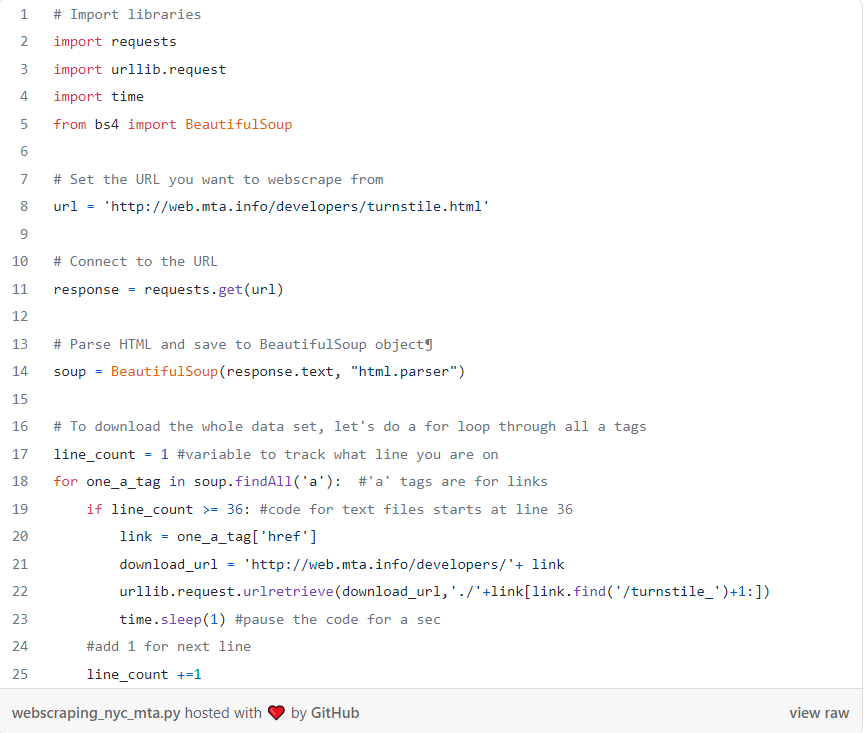 1 # Import libraries
2 import requests
3 import urllib.request
4 import time
5 from bs4 import BeautifulSoup
6
7 # Set the URL you want to webscrape from
8 url = 'http://web.mta.info/developers/turnstile.html'
9
10 # Connect to the URL
11 response = requests.get(url)
12
13 # Parse HTML and save to BeautifulSoup object¶
14 soup = BeautifulSoup(response.text, "html.parser")
15
16 # To download the whole data set, let's do a for loop through all a tags
17 line_count = 1 #variable to track what line you are on
18 for one_a_tag in soup.findAll('a'):  #'a' tags are for links
19     if line_count >= 36: #code for text files starts at line 36
20         link = one_a_tag['href']
21         download_url = 'http://web.mta.info/developers/'+ link
22         urllib.request.urlretrieve(download_url,'./'+link[link.find('/turnstile_')+1:])
23         time.sleep(1) #pause the code for a sec
24     #add 1 for next line
25     line_count +=1
webscraping_nyc_mta.py hosted with ❤ by GitHub view raw